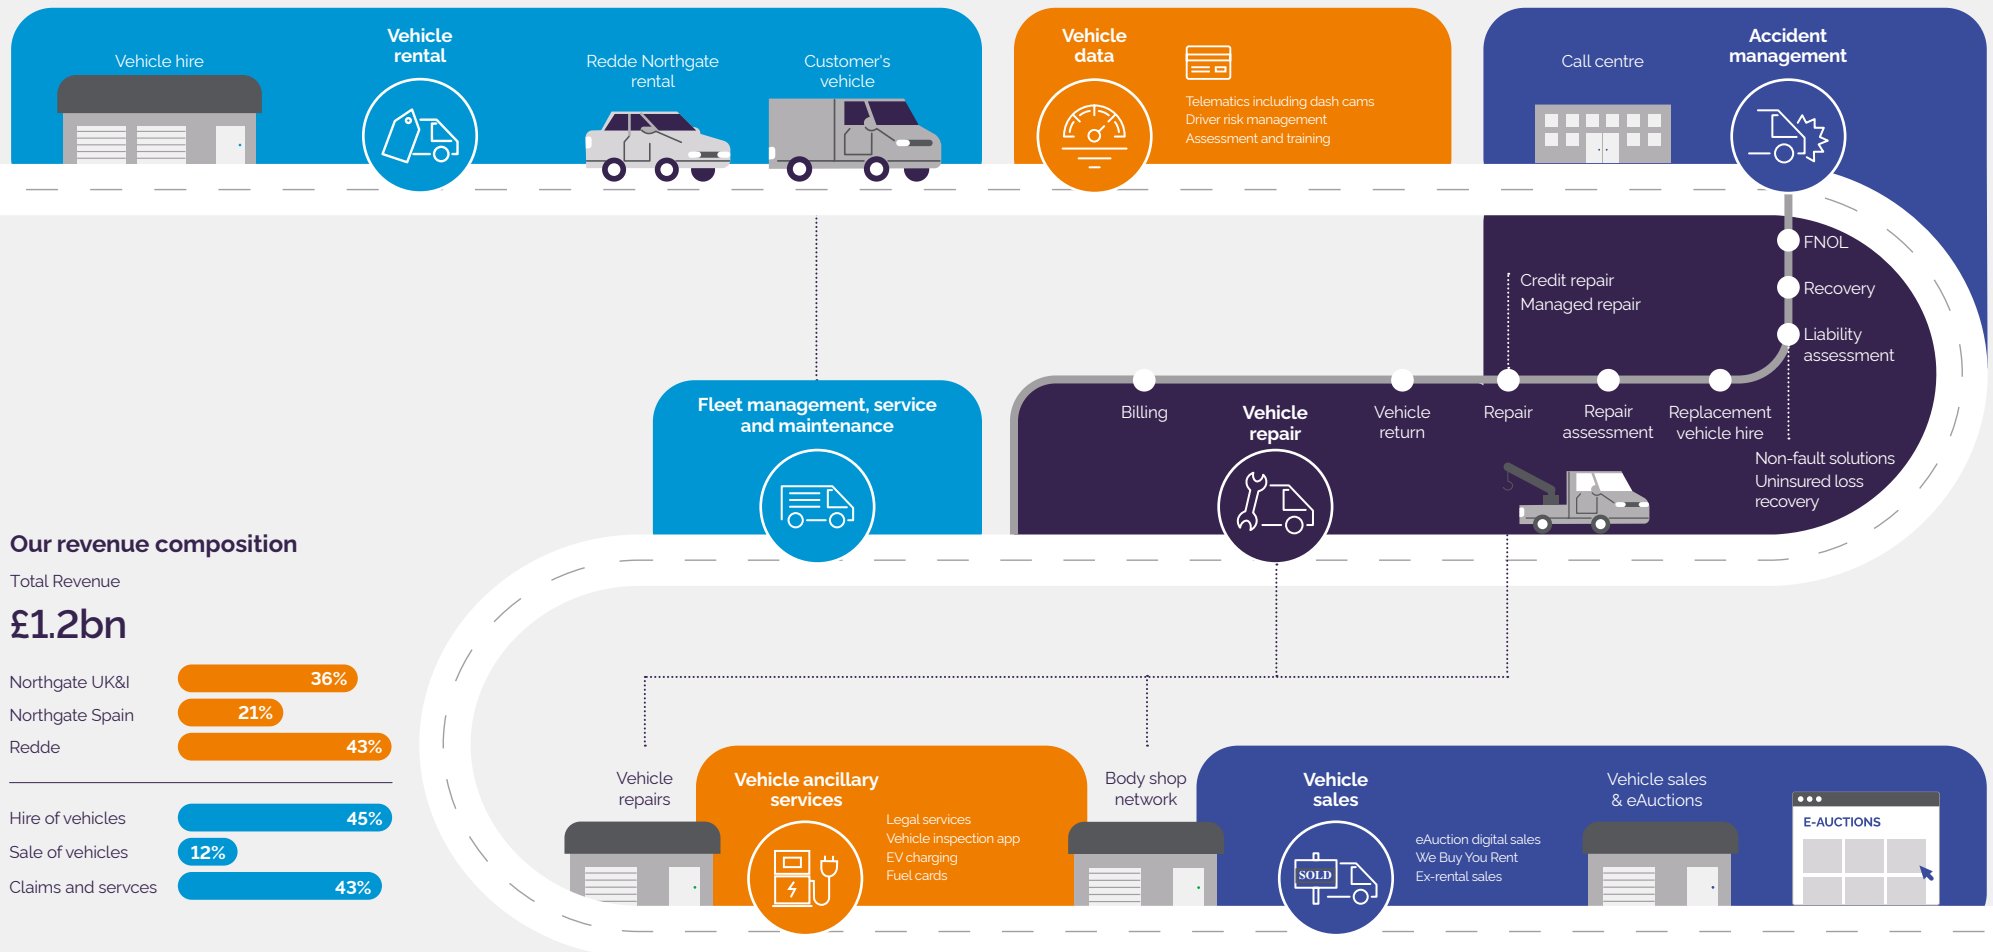 Vehicle hire
Vehicle
rental
Redde Northgate
rental
Customer's
vehicle
Vehicle
data
Telematics including dash cams
Driver risk management
Assessment and training
Call centre
Accident
management
FNOL
Recovery
Liability
assessment
Credit repair
Managed repair
Fleet management, service
and maintenance
Billing
Vehicle
repair
Vehicle
return
Repair
Repair
assessment
Replacement
vehicle hire
Non-fault solutions
Uninsured loss
recovery
Our revenue composition
Total Revenue
£1.2bn
Northgate UK&I
36%
Northgate Spain
21%
Redde
43%
Hire of vehicles
45%
Sale of vehicles
12%
Claims and servces
43%
Vehicle
repairs
Vehicle ancillary
services
Legal services
Vehicle inspection app
EV charging
Fuel cards
Body shop
network
Vehicle
sales
SOLD
eAuction digital sales
We Buy You Rent
Ex-rental sales
Vehicle sales
& eAuctions
E-AUCTIONS